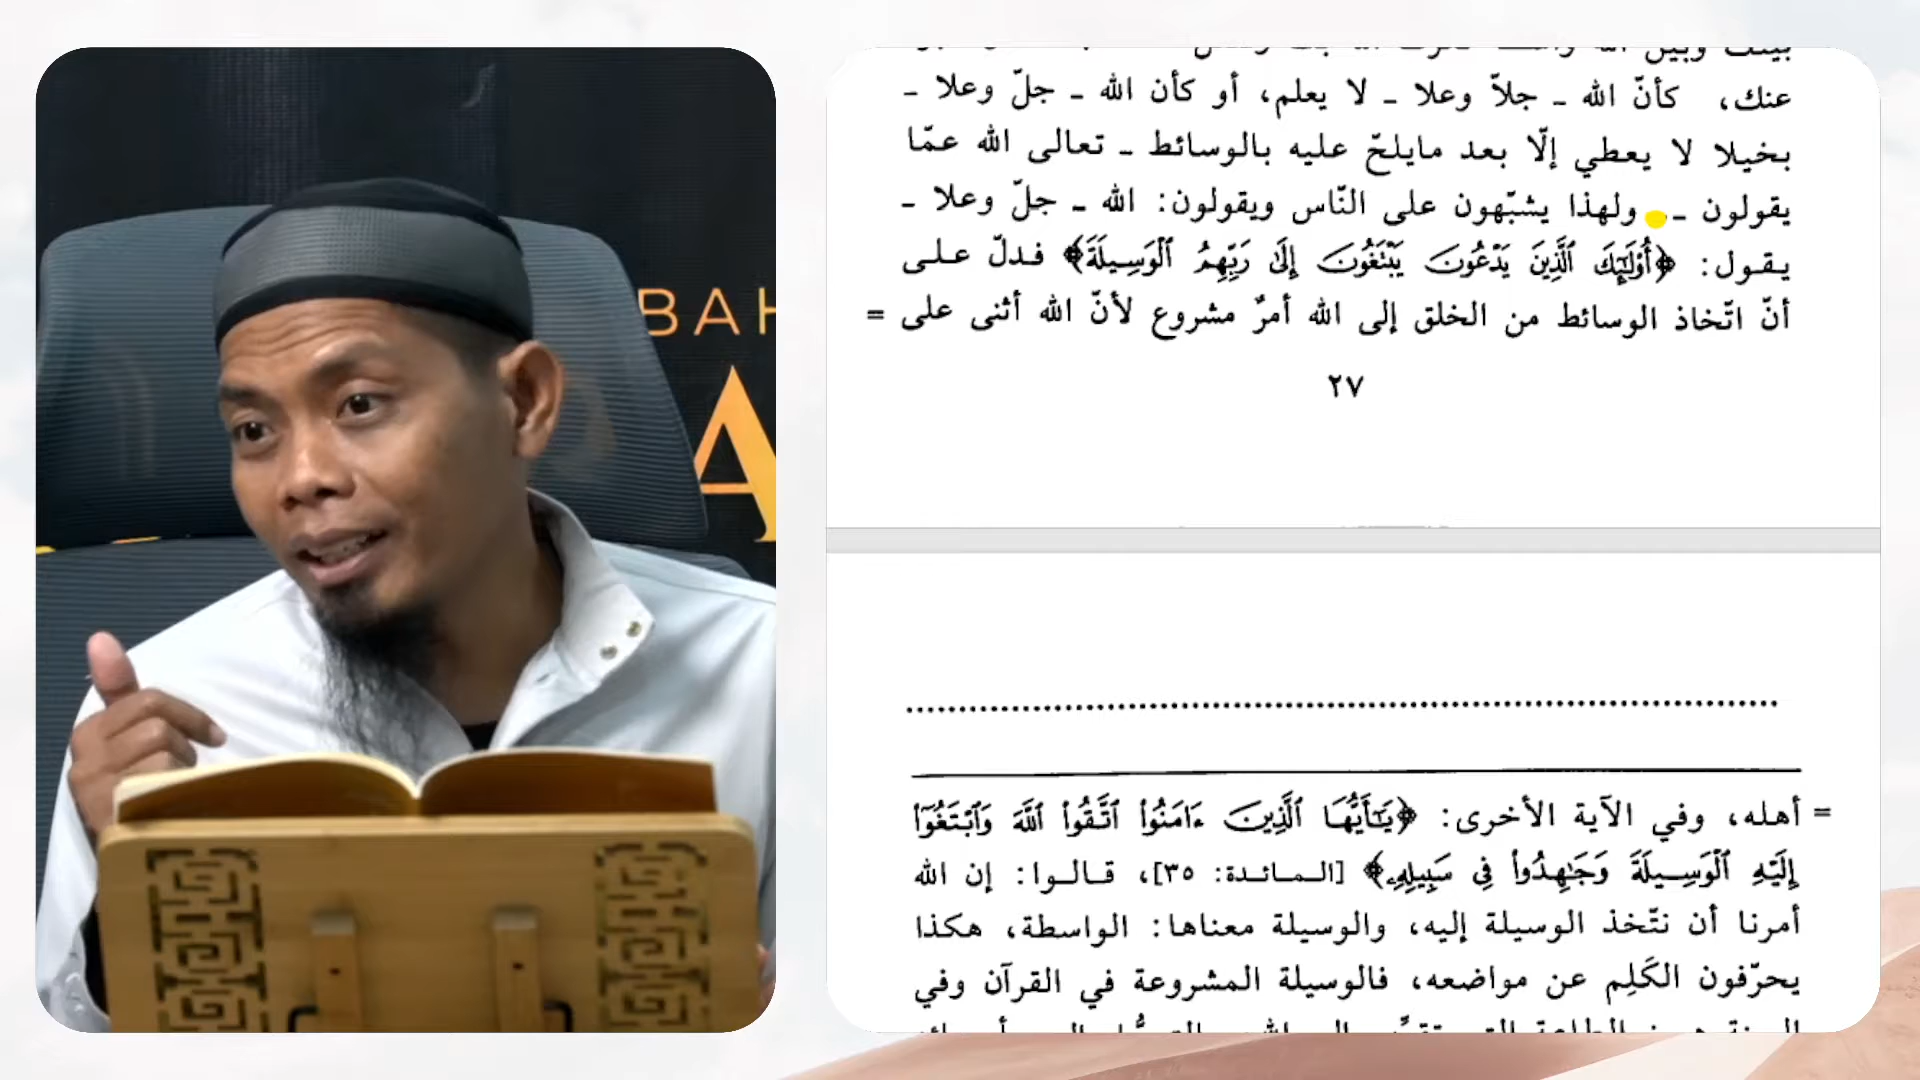 BAH
A
بينك وبين الله
عنك، كأنّ الله ـ جلاّ وعلا ـ لا يعلم، أو كأن الله ـ جلّ وعلا ـ
بخيلا لا يعطي إلّا بعد مايلحّ عليه بالوسائط ـ تعالى الله عمّا
يقولون ـ ولهذا يشبّهون على النّاس ويقولون: الله ـ جلّ وعلا ـ
يقول: ﴿أُوْلَٰٓئِكَ ٱلَّذِينَ يَدْعُونَ يَبْتَغُونَ إِلَىٰ رَبِّهِمُ ٱلْوَسِيلَةَ﴾ فدلّ على
أنّ اتّخاذ الوسائط من الخلق إلى الله أمرٌ مشروع لأنّ الله أثنى على =
٢٧
= أهله، وفي الآية الأخرى: ﴿يَٰٓأَيُّهَا ٱلَّذِينَ ءَامَنُواْ ٱتَّقُواْ ٱللَّهَ وَٱبْتَغُوٓاْ
إِلَيْهِ ٱلْوَسِيلَةَ وَجَٰهِدُواْ فِى سَبِيلِهِۦ﴾ [المائدة: ٣٥]، قالوا: إن الله
أمرنا أن نتّخذ الوسيلة إليه، والوسيلة معناها: الواسطة، هكذا
يحرّفون الكَلِم عن مواضعه، فالوسيلة المشروعة في القرآن وفي